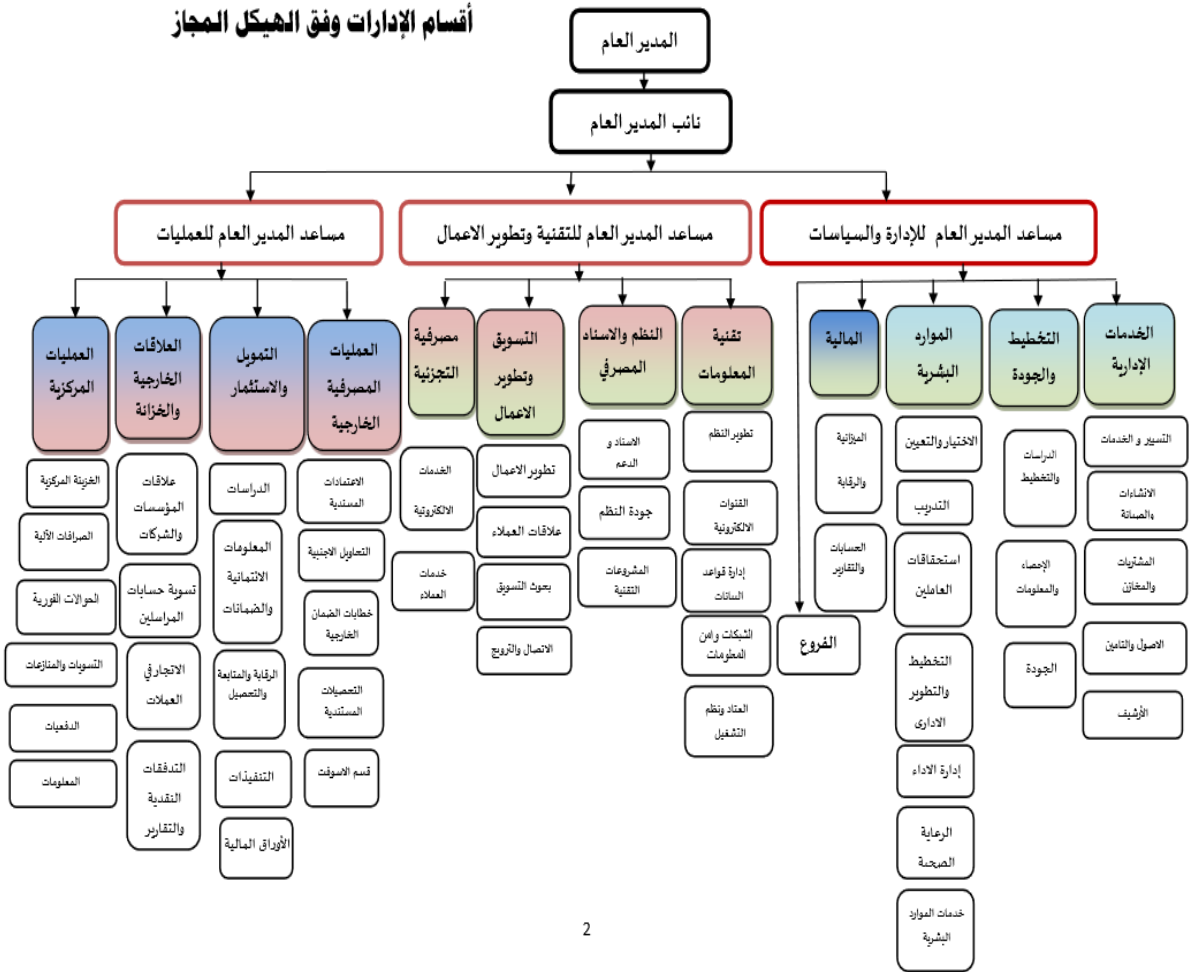 أقسام الإدارات وفق الهيكل المجاز
المدير العام
نائب المدير العام
مساعد المدير العام للإدارة والسياسات
مساعد المدير العام للتقنية وتطوير الاعمال
مساعد المدير العام للعمليات
الخدمات
الإدارية
التسيير و الخدمات
الانشاءات
والصيانة
المشتريات
والمخازن
الاصول والتامين
الأرشيف
التخطيط
والجودة
الدراسات
والتخطيط
الإحصاء
والمعلومات
الجودة
الموارد
البشرية
الاختيار والتعيين
التدريب
استحقاقات
العاملين
التخطيط
والتطوير
الادارى
إدارة الاداء
الرعاية
الصحية
خدمات الموارد
البشرية
المالية
الميزانية
والرقابة
الحسابات
والتقارير
الفروع
تقنية
المعلومات
تطوير النظم
القنوات
الالكترونية
إدارة قواعد
البيانات
الشبكات وامن
المعلومات
العتاد ونظم
التشغيل
النظم والاسناد
المصرفي
الاسناد و
الدعم
جودة النظم
المشروعات
التقنية
التسويق
وتطوير
الاعمال
تطوير الاعمال
علاقات العملاء
بحوث التسويق
الاتصال والترويج
مصرفية
التجزئية
الخدمات
الالكترونية
خدمات
العملاء
العمليات
المصرفية
الخارجية
الاعتمادات
المسندية
التحاويل الاجنبية
خطابات الضمان
الخارجية
التحصيلات
المستندية
قسم الاسوفت
التمويل
والاستثمار
الدراسات
المعلومات
الائتمانية
والضمانات
الرقابة والمتابعة
والتحصيل
التنفيذات
الأوراق المالية
العلاقات
الخارجية
والخزانة
علاقات
المؤسسات
والشركات
تسوية حسابات
المراسلين
الاتجار في
العملات
التدفقات
النقدية
والتقارير
العمليات
المركزية
الخزينة المركزية
الصرافات الآلية
الحوالات الفورية
التسويات والمنازعات
الدفعيات
المعلومات
2